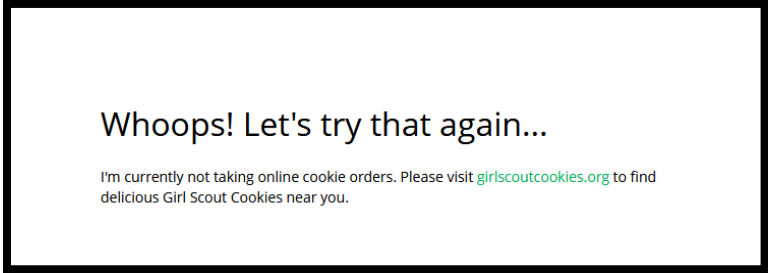 Whoops! Let's try that again...
I'm currently not taking online cookie orders. Please visit girlscoutcookies.org to find
delicious Girl Scout Cookies near you.